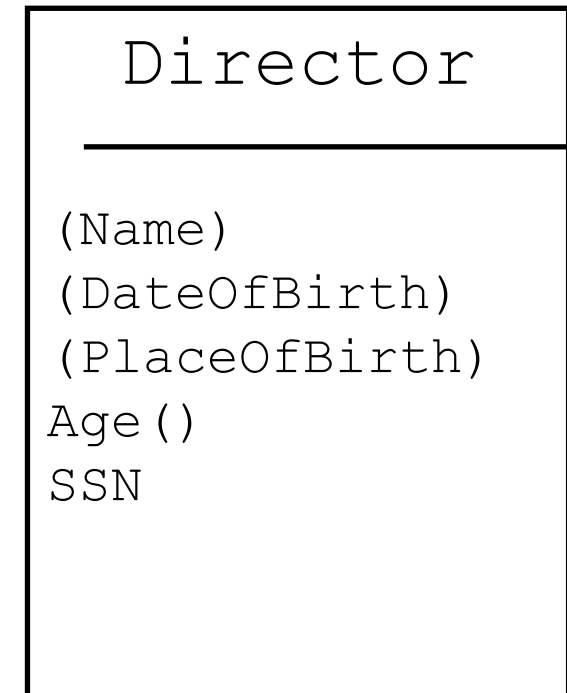 Director
(Name)
(DateOfBirth)
(PlaceOfBirth)
Age()
SSN